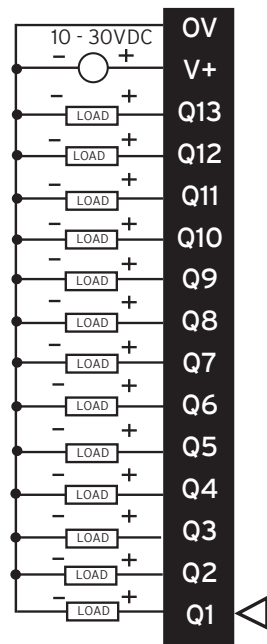 0V
10 - 30VDC
- + V+
- LOAD + Q13
- LOAD + Q12
- LOAD + Q11
- LOAD + Q10
- LOAD + Q9
- LOAD + Q8
- LOAD + Q7
- LOAD + Q6
- LOAD + Q5
- LOAD + Q4
- LOAD + Q3
- LOAD + Q2
- LOAD + Q1